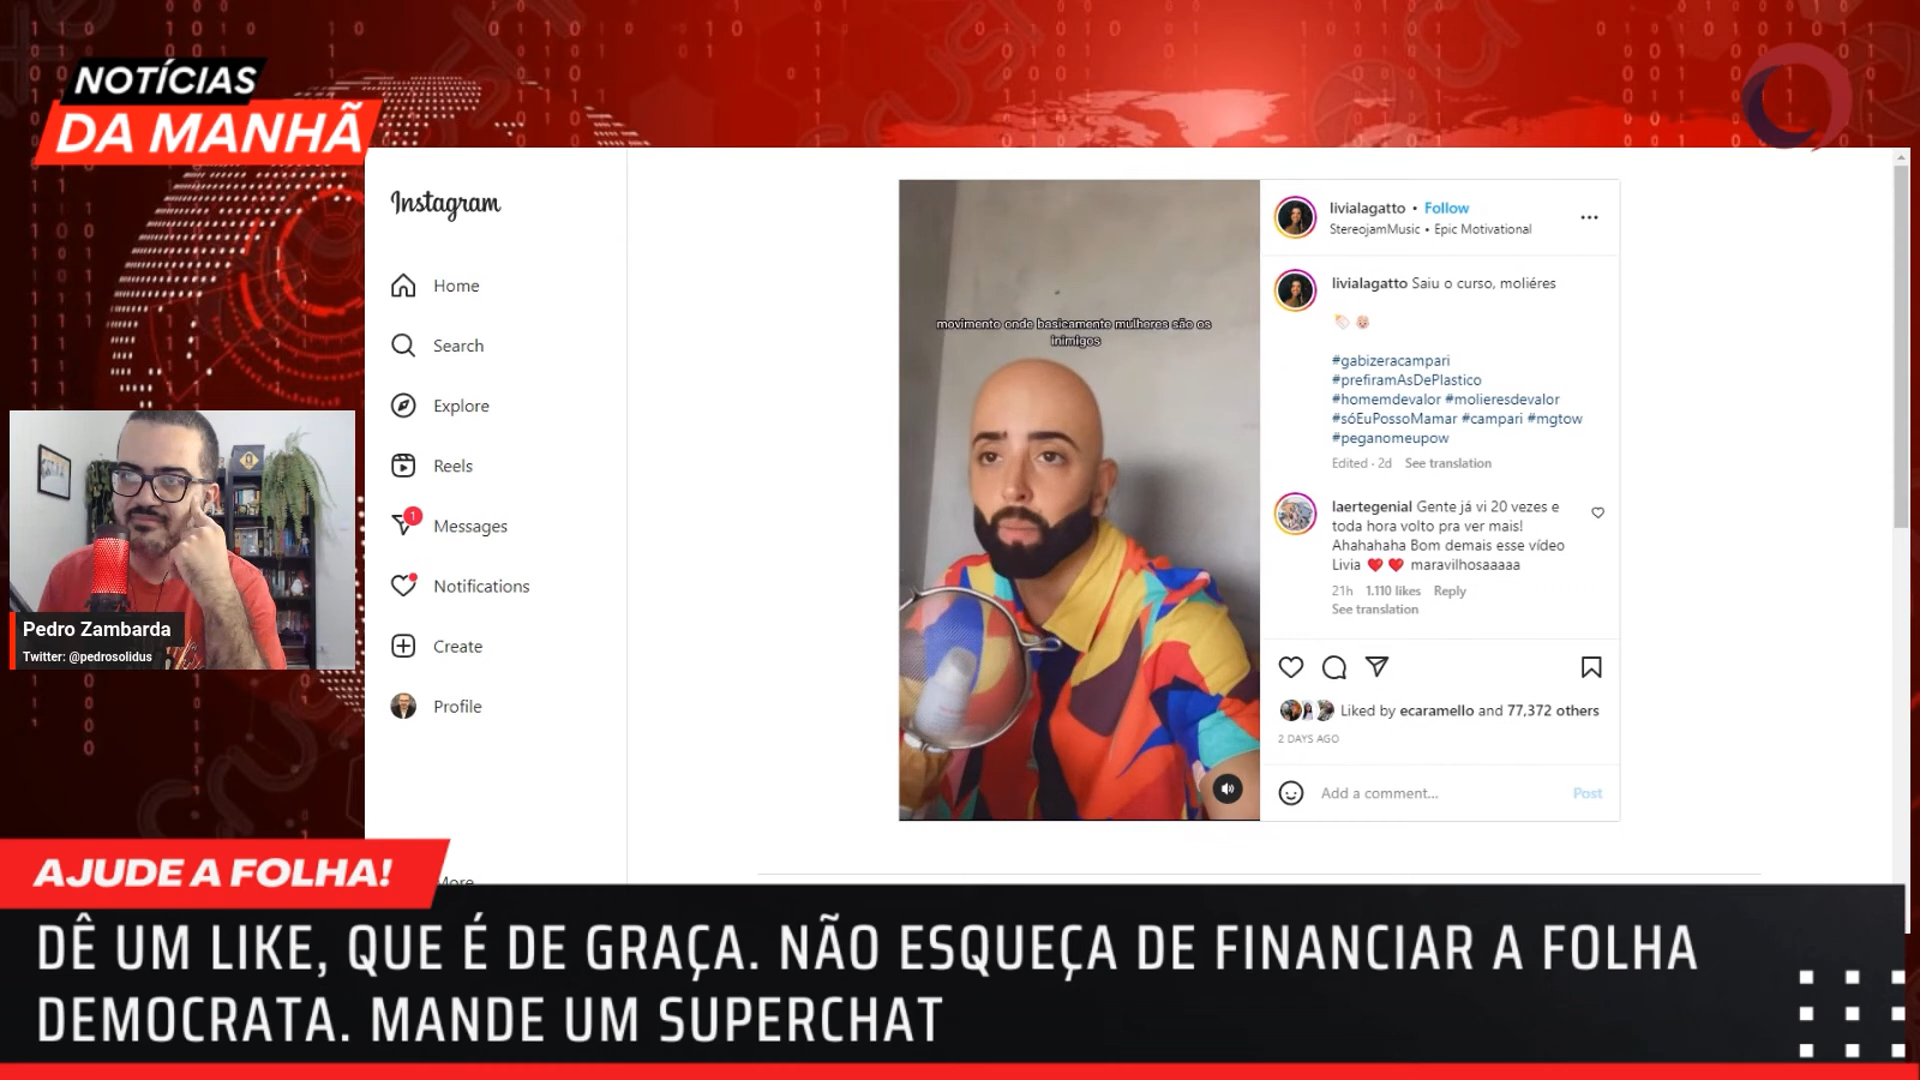 NOTÍCIAS
DA MANHÃ
Pedro Zambarda
Twitter: @pedrosolidus
Instagram
Home
Search
Explore
Reels
1
Messages
Notifications
Create
Profile
More
movimento onde basicamente mulheres são os
inimigos
livialagatto • Follow
StereojamMusic • Epic Motivational
livialagatto Saiu o curso, moliéres
#gabizeracampari
#prefiramAsDePlastico
#homemdevalor #molieresdevalor
#sóEuPossoMamar #campari #mgtow
#peganomeupow
Edited · 2d See translation
laertegenial Gente já vi 20 vezes e
toda hora volto pra ver mais!
Ahahahaha Bom demais esse vídeo
Livia ❤️ ❤️ maravilhosaaaaa
21h 1.110 likes Reply
See translation
Liked by ecaramello and 77,372 others
2 DAYS AGO
Add a comment...
Post
AJUDE A FOLHA!
DÊ UM LIKE, QUE É DE GRAÇA. NÃO ESQUEÇA DE FINANCIAR A FOLHA
DEMOCRATA. MANDE UM SUPERCHAT